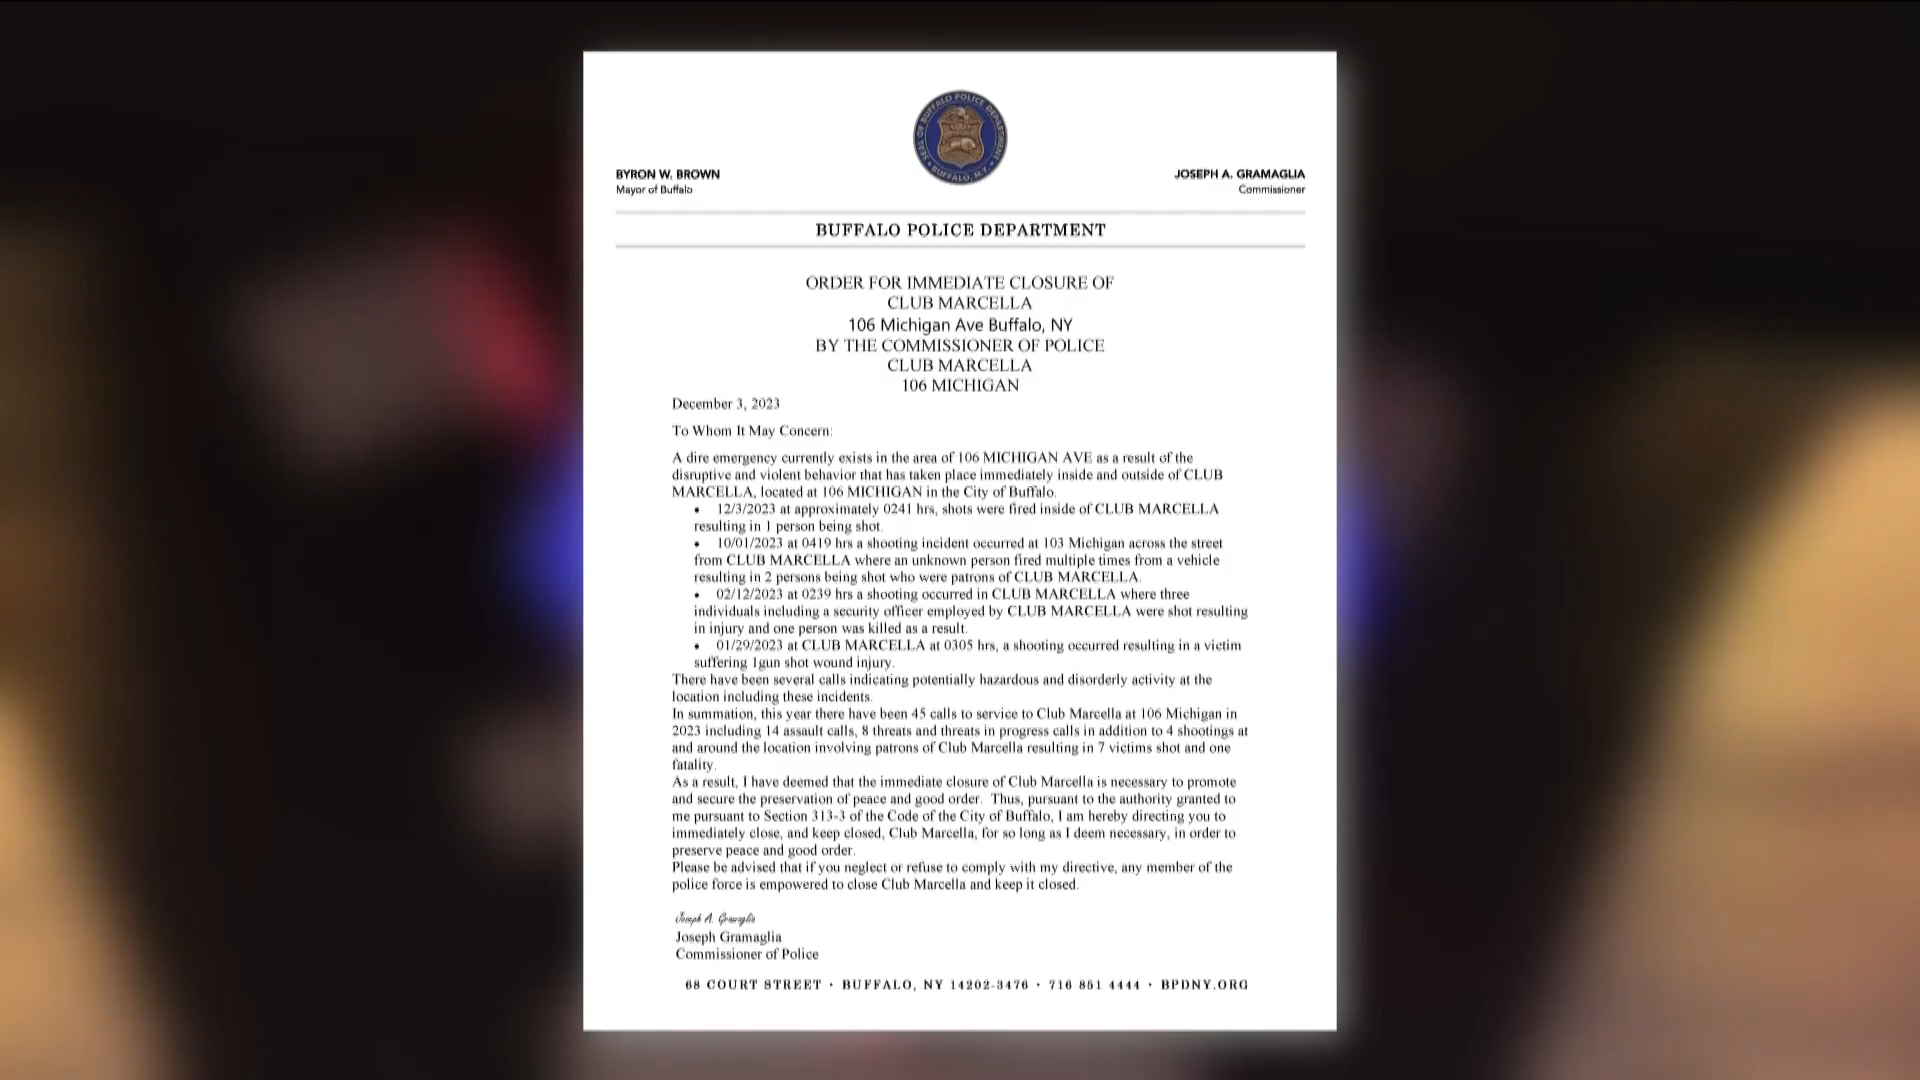 SEAL OF BUFFALO POLICE DEPARTMENT
BUFFALO, N.Y.
BYRON W. BROWN
Mayor of Buffalo
JOSEPH A. GRAMAGLIA
Commissioner
BUFFALO POLICE DEPARTMENT
ORDER FOR IMMEDIATE CLOSURE OF
CLUB MARCELLA
106 Michigan Ave Buffalo, NY
BY THE COMMISSIONER OF POLICE
CLUB MARCELLA
106 MICHIGAN
December 3, 2023
To Whom It May Concern:
A dire emergency currently exists in the area of 106 MICHIGAN AVE as a result of the
disruptive and violent behavior that has taken place immediately inside and outside of CLUB
MARCELLA, located at 106 MICHIGAN in the City of Buffalo.
• 12/3/2023 at approximately 0241 hrs, shots were fired inside of CLUB MARCELLA
resulting in 1 person being shot.
• 10/01/2023 at 0419 hrs a shooting incident occurred at 103 Michigan across the street
from CLUB MARCELLA where an unknown person fired multiple times from a vehicle
resulting in 2 persons being shot who were patrons of CLUB MARCELLA.
• 02/12/2023 at 0239 hrs a shooting occurred in CLUB MARCELLA where three
individuals including a security officer employed by CLUB MARCELLA were shot resulting
in injury and one person was killed as a result.
• 01/29/2023 at CLUB MARCELLA at 0305 hrs, a shooting occurred resulting in a victim
suffering 1gun shot wound injury.
There have been several calls indicating potentially hazardous and disorderly activity at the
location including these incidents.
In summation, this year there have been 45 calls to service to Club Marcella at 106 Michigan in
2023 including 14 assault calls, 8 threats and threats in progress calls in addition to 4 shootings at
and around the location involving patrons of Club Marcella resulting in 7 victims shot and one
fatality.
As a result, I have deemed that the immediate closure of Club Marcella is necessary to promote
and secure the preservation of peace and good order. Thus, pursuant to the authority granted to
me pursuant to Section 313-3 of the Code of the City of Buffalo, I am hereby directing you to
immediately close, and keep closed, Club Marcella, for so long as I deem necessary, in order to
preserve peace and good order.
Please be advised that if you neglect or refuse to comply with my directive, any member of the
police force is empowered to close Club Marcella and keep it closed.
Joseph A. Gramaglia
Joseph Gramaglia
Commissioner of Police
68 COURT STREET • BUFFALO, NY 14202-3476 • 716 851 4444 • BPDNY.ORG